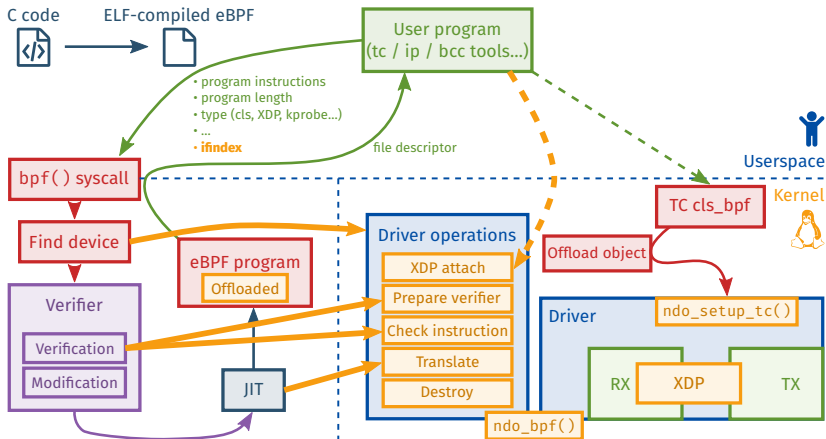 C code
ELF-compiled eBPF
User program
(tc / ip / bcc tools...)
• program instructions
• program length
• type (cls, XDP, kprobe...)
• ...
• ifindex
file descriptor
Userspace
Kernel
bpf() syscall
Find device
Verifier
Verification
Modification
eBPF program
Offloaded
JIT
Driver operations
XDP attach
Prepare verifier
Check instruction
Translate
Destroy
ndo_bpf()
TC cls_bpf
Offload object
Driver
ndo_setup_tc()
RX
XDP
TX